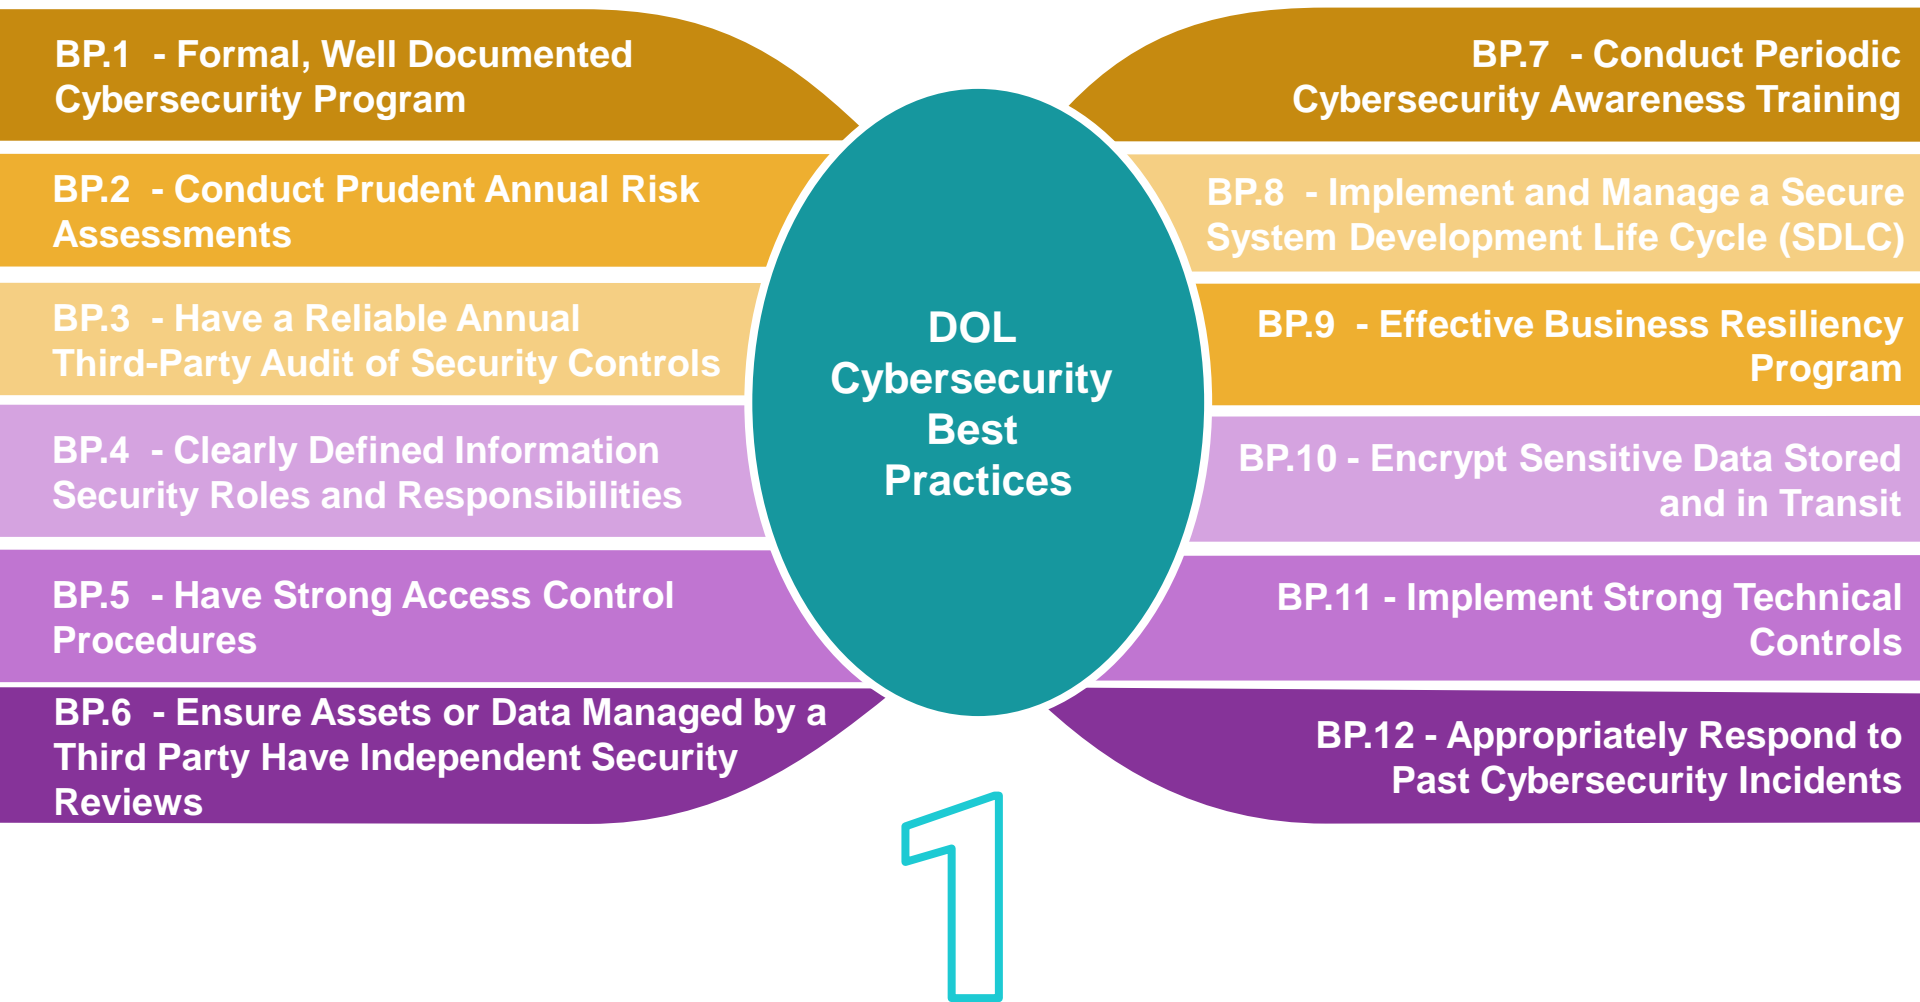 BP.1  - Formal, Well Documented
Cybersecurity Program
BP.2  - Conduct Prudent Annual Risk
Assessments
BP.3  - Have a Reliable Annual
Third-Party Audit of Security Controls
BP.4  - Clearly Defined Information
Security Roles and Responsibilities
BP.5  - Have Strong Access Control
Procedures
BP.6  - Ensure Assets or Data Managed by a
Third Party Have Independent Security
Reviews
DOL
Cybersecurity
Best
Practices
BP.7  - Conduct Periodic
Cybersecurity Awareness Training
BP.8  - Implement and Manage a Secure
System Development Life Cycle (SDLC)
BP.9  - Effective Business Resiliency
Program
BP.10 - Encrypt Sensitive Data Stored
and in Transit
BP.11 - Implement Strong Technical
Controls
BP.12 - Appropriately Respond to
Past Cybersecurity Incidents
1